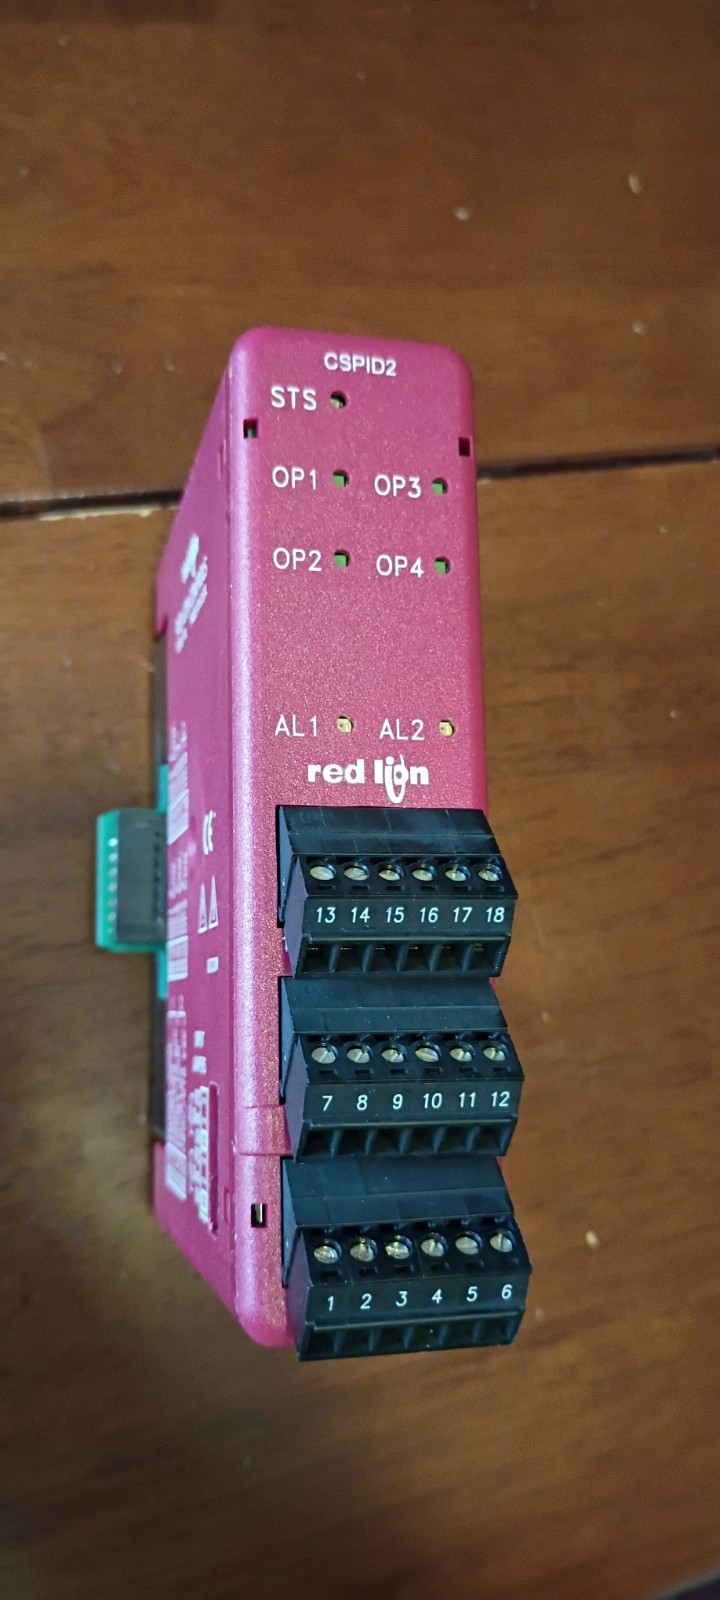 CSPID2
STS
OP1 OP3
OP2 OP4
AL1 AL2
red lion
13 14 15 16 17 18
7 8 9 10 11 12
1 2 3 4 5 6
CE